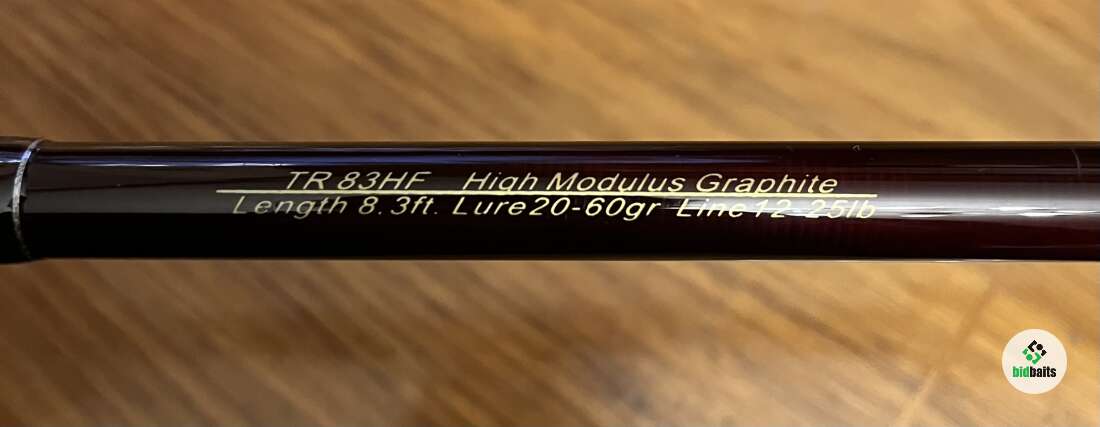 TR 83HF High Modulus Graphite
Length 8.3ft. Lure20-60gr Line12-25lb
bidbaits